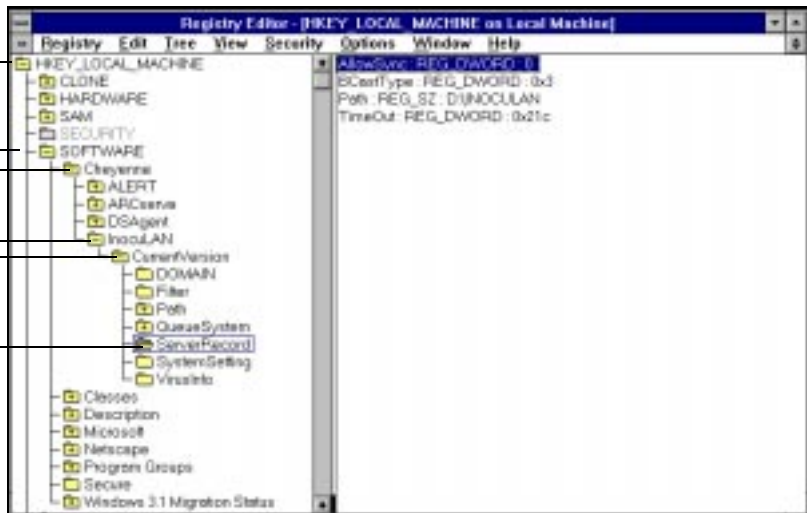 Registry Editor - [HKEY_LOCAL_MACHINE on Local Machine]
Registry Edit Tree View Security Options Window Help
HKEY_LOCAL_MACHINE
CLONE
HARDWARE
SAM
SECURITY
SOFTWARE
Cheyenne
ALERT
ARCserve
DSAgent
InocuLAN
CurrentVersion
DOMAIN
Filter
Path
QueueSystem
ServerRecord
SystemSetting
VirusInfo
Classes
Description
Microsoft
Netscape
Program Groups
Secure
Windows 3.1 Migration Status
AllowSync : REG_DWORD : 0
BCastType : REG_DWORD : 0x3
Path : REG_SZ : D:\INOCULAN
TimeOut : REG_DWORD : 0x21c